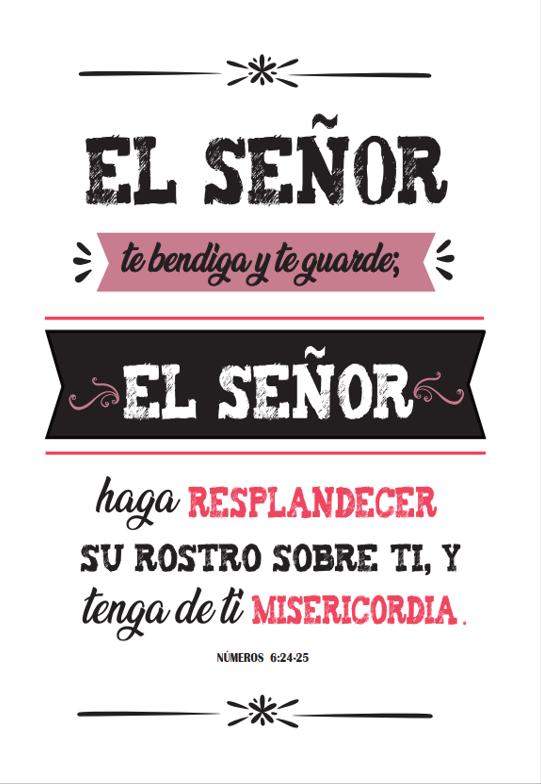 EL SEÑOR
te bendiga y te guarde;
EL SEÑOR
haga RESPLANDECER
SU ROSTRO SOBRE TI, Y
tenga de ti MISERICORDIA.
NÚMEROS 6:24-25